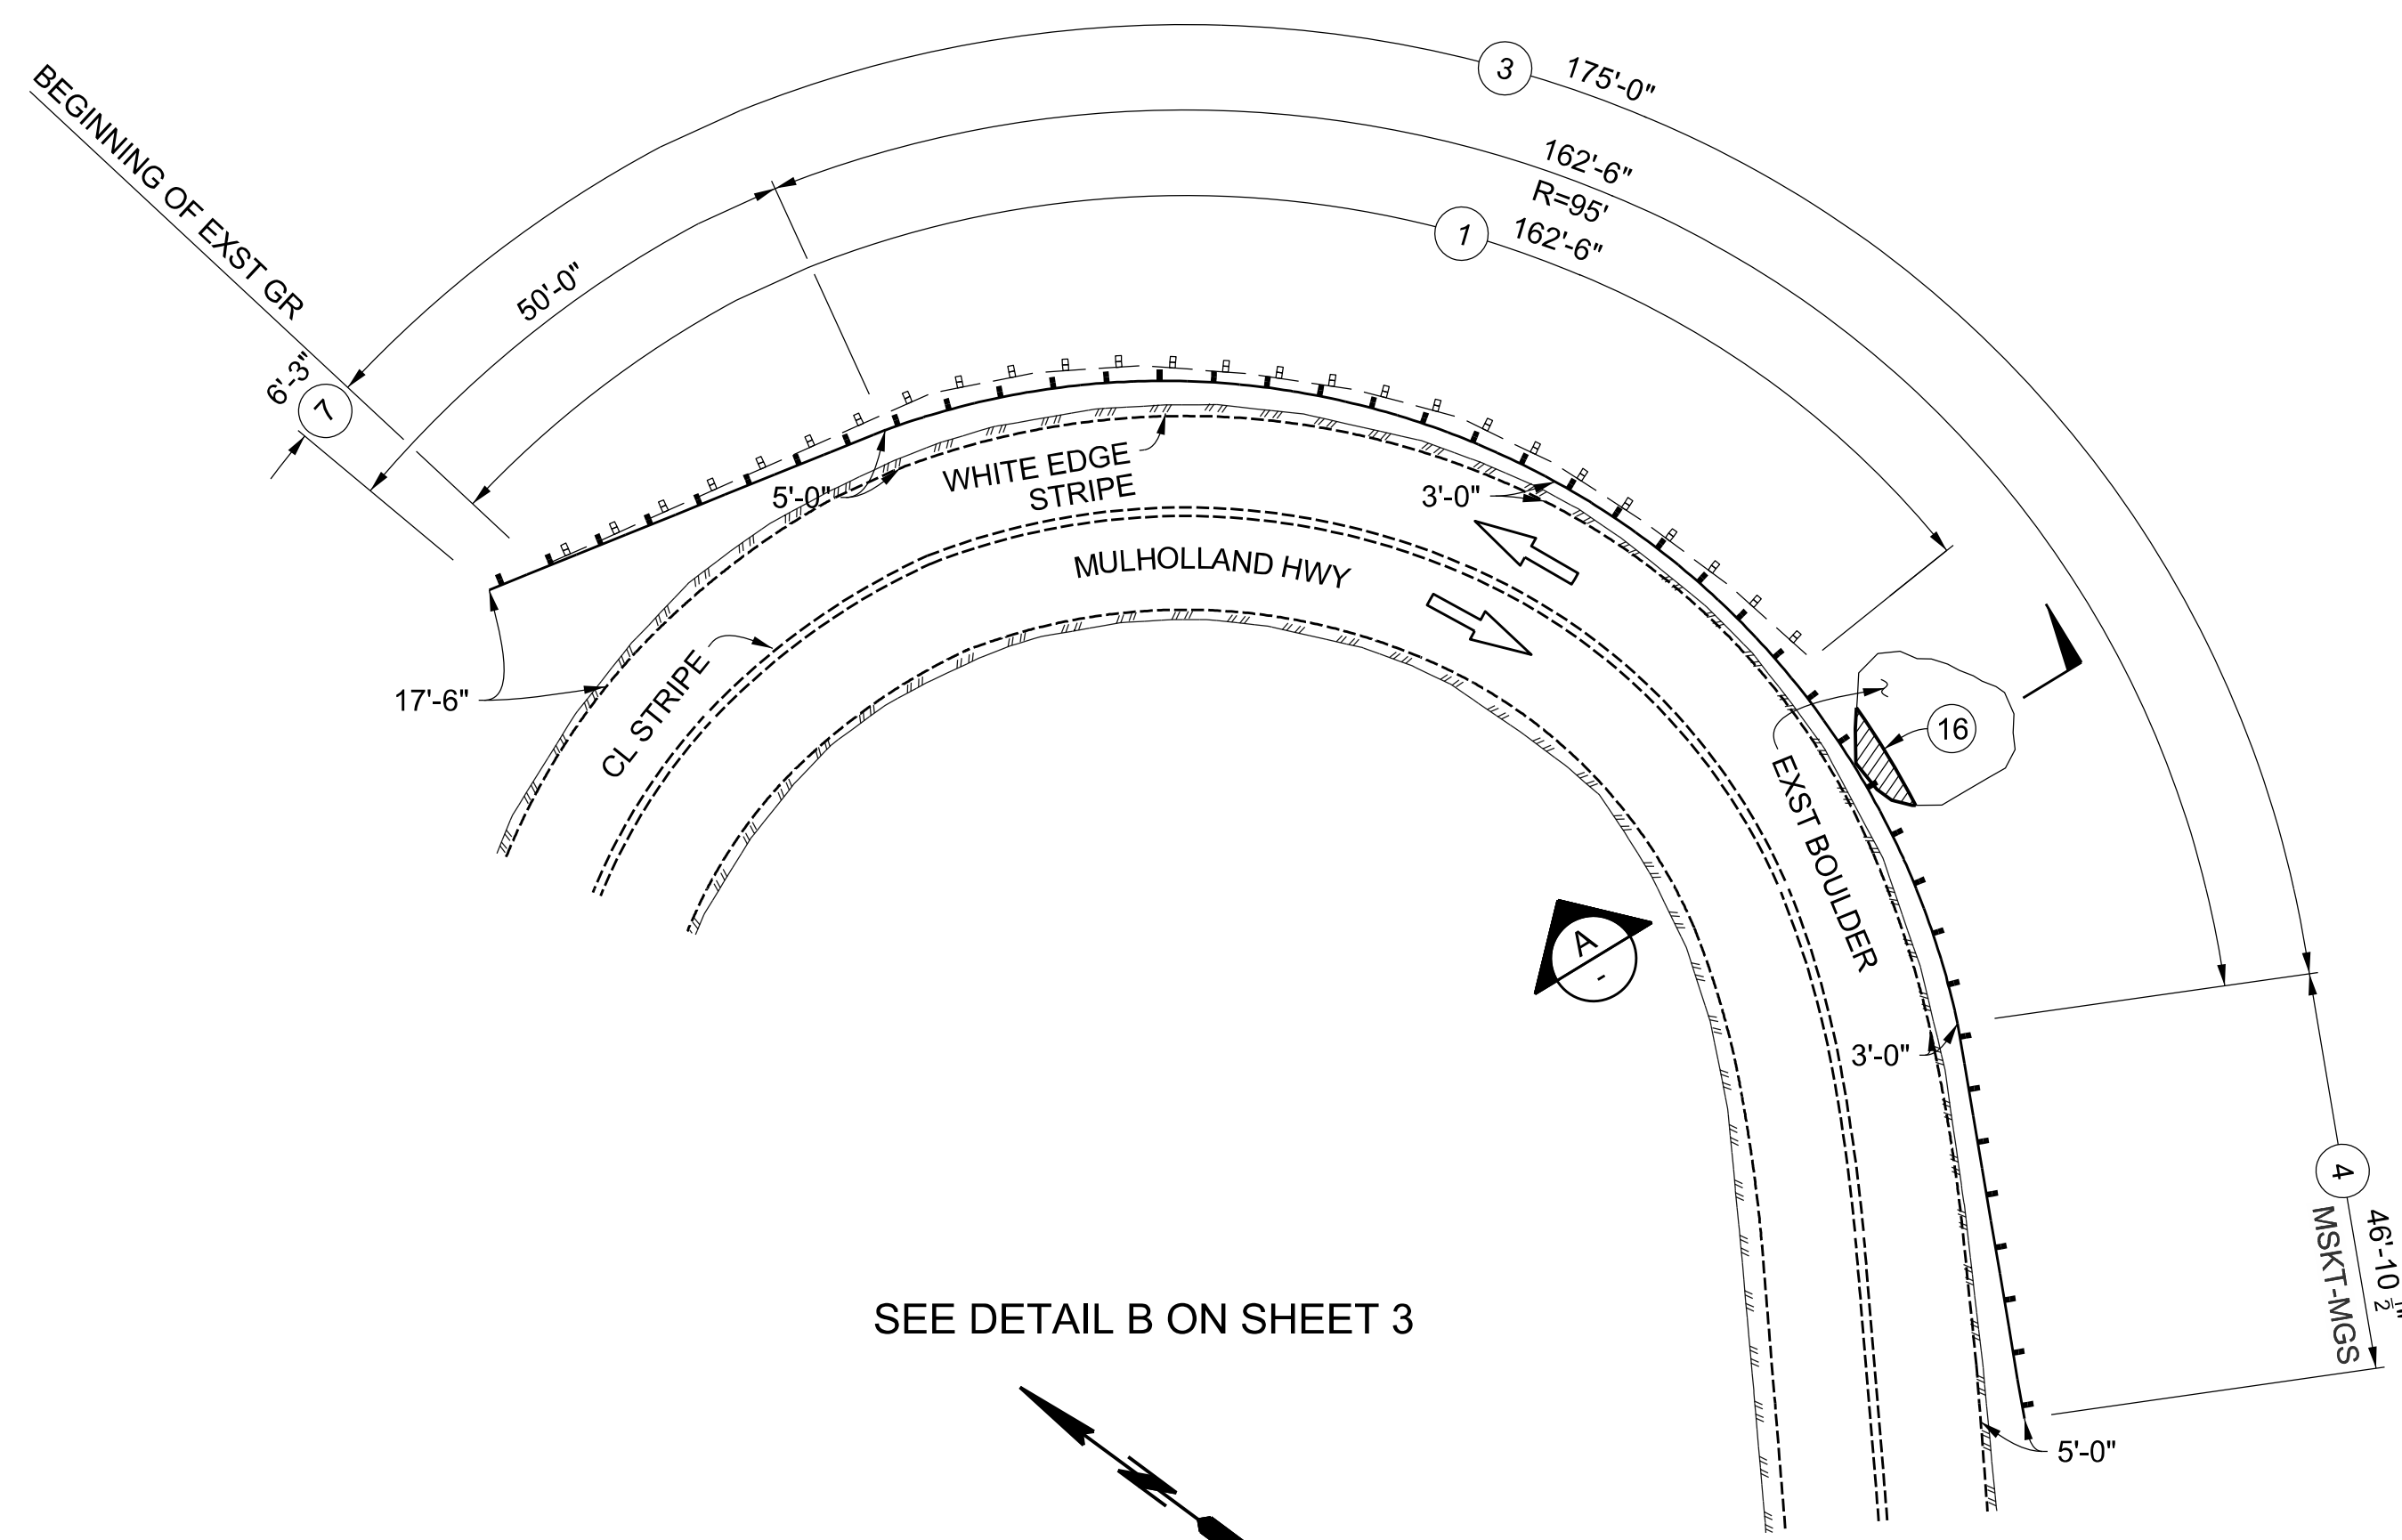 3
175'-0"
162'-6"
R=95'
1
162'-6"
BEGINNING OF EXST GR
50'-0"
6'-3"
7
WHITE EDGE
STRIPE
5'-0"
3'-0"
MULHOLLAND HWY
17'-6"
CL STRIPE
16
EXST BOULDER
A
-
3'-0"
4
46'-10 1/2"
MSKT-MGS
SEE DETAIL B ON SHEET 3
5'-0"